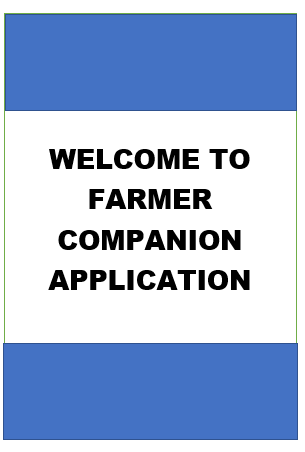 WELCOME TO
FARMER
COMPANION
APPLICATION